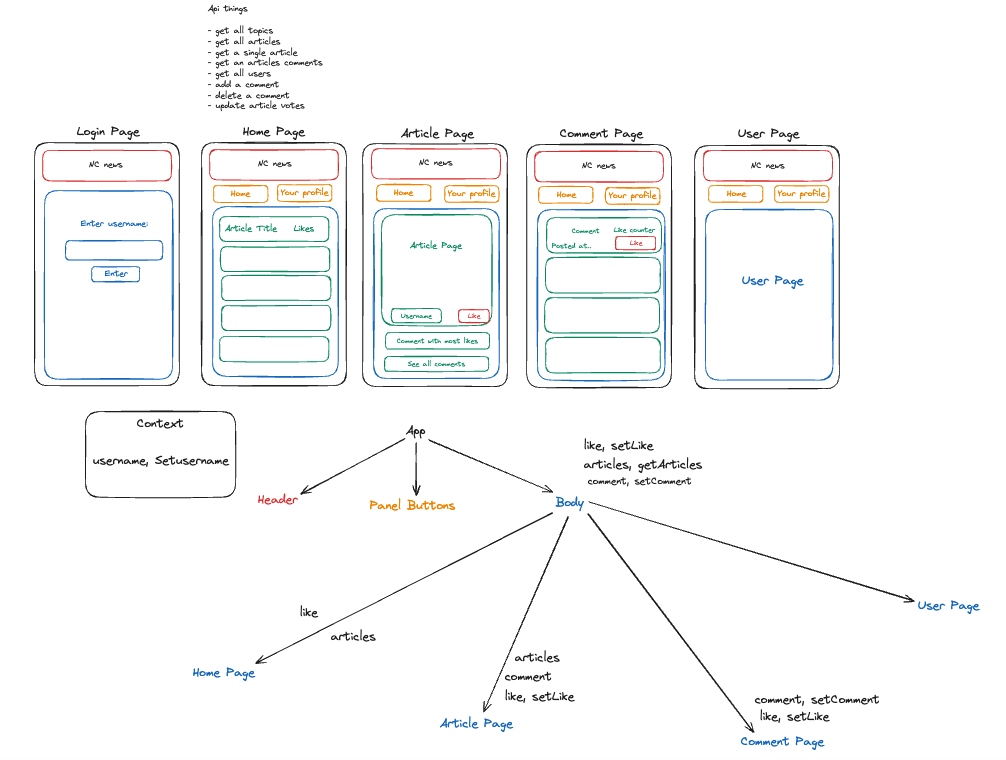 Api things
- get all topics
- get all articles
- get a single article
- get an articles comments
- get all users
- add a comment
- delete a comment
- update article votes
Login Page
NC news
Enter username:
Enter
Home Page
NC news
Home
Your profile
Article Title
Likes
Article Page
NC news
Home
Your profile
Article Page
Username
Like
Comment with most likes
See all comments
Comment Page
NC news
Home
Your profile
Comment
Like counter
Posted at..
Like
User Page
NC news
Home
Your profile
User Page
Context
username, Setusername
App
Header
Panel Buttons
like, setLike
articles, getArticles
comment, setComment
Body
like
articles
Home Page
articles
comment
like, setLike
Article Page
comment, setComment
like, setLike
Comment Page
User Page